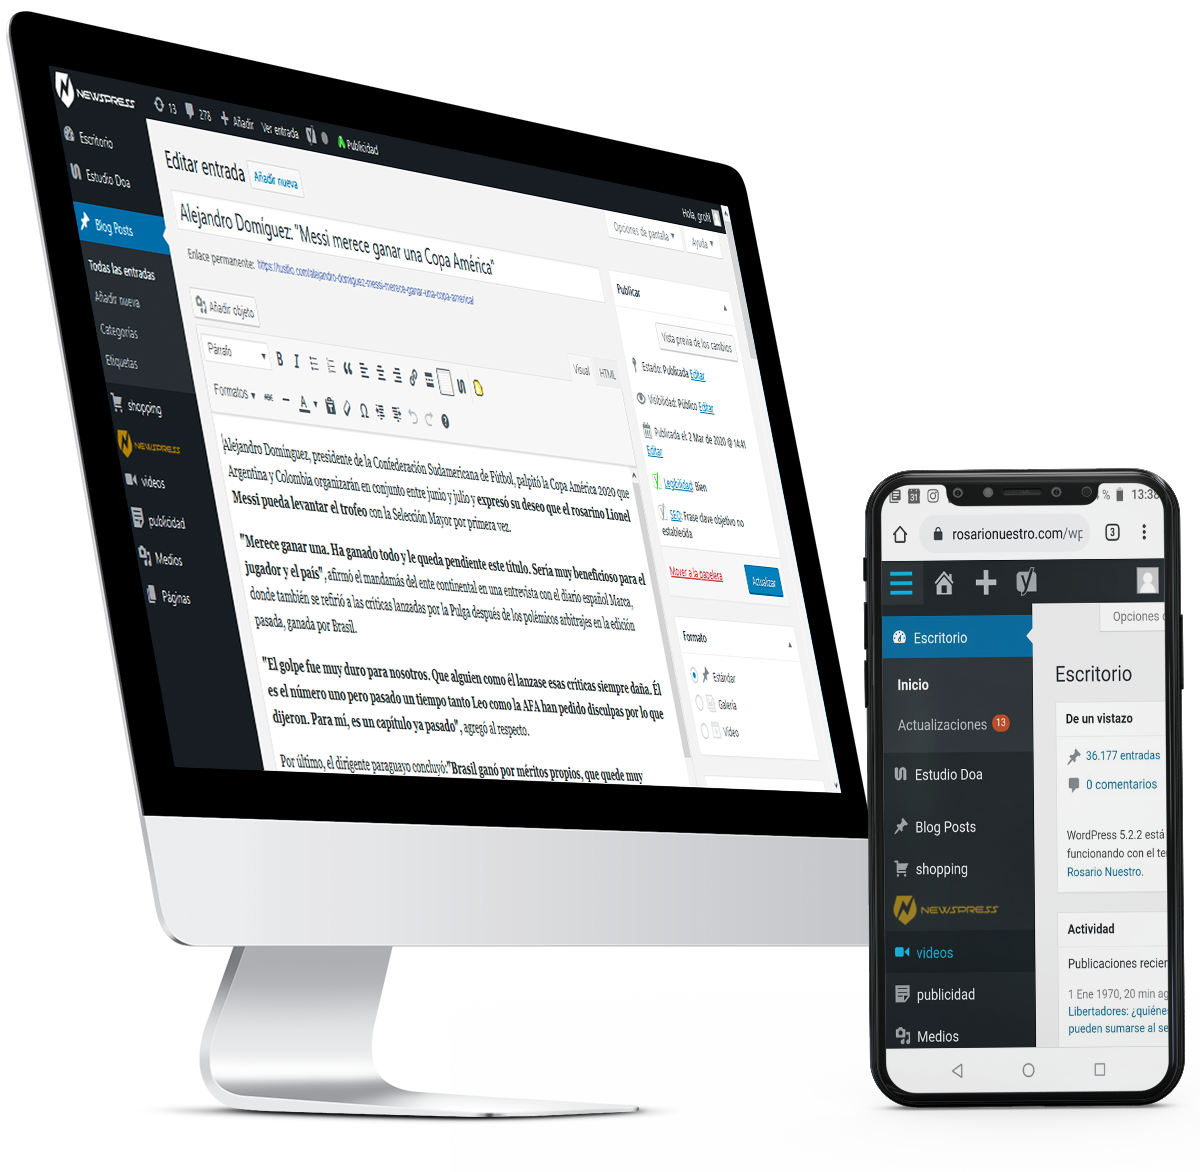 NEWSPRESS
13
278
Añadir
Ver entrada
Publicidad
Hola, groht
Escritorio
Estudio Doa
Blog Posts
Todas las entradas
Añadir nueva
Categorías
Etiquetas
shopping
NEWSPRESS
videos
publicidad
Medios
Páginas
Editar entrada
Añadir nueva
Opciones de pantalla
Ayuda
Alejandro Domíguez: "Messi merece ganar una Copa América"
Enlace permanente: https://tusitio.com/alejandro-domiguez-messi-merece-ganar-una-copa-america/
Añadir objeto
Visual
HTML
Párrafo
B I
Formatos
ABC
A
Ω
Alejandro Domínguez, presidente de la Confederación Sudamericana de Fútbol, palpitó la Copa América 2020 que
Argentina y Colombia organizarán en conjunto entre junio y julio y expresó su deseo que el rosarino Lionel
Messi pueda levantar el trofeo con la Selección Mayor por primera vez.
"Merece ganar una. Ha ganado todo y le queda pendiente este título. Sería muy beneficioso para el
jugador y el país", afirmó el mandamás del ente continental en una entrevista con el diario español Marca,
donde también se refirió a las críticas lanzadas por la Pulga después de los polémicos arbitrajes en la edición
pasada, ganada por Brasil.
"El golpe fue muy duro para nosotros. Que alguien como él lanzase esas críticas siempre daña. Él
es el número uno pero pasado un tiempo tanto Leo como la AFA han pedido disculpas por lo que
dijeron. Para mí, es un capítulo ya pasado", agregó al respecto.
Por último, el dirigente paraguayo concluyó:"Brasil ganó por méritos propios, que quede muy
Publicar
Vista previa de los cambios
Estado: Publicada Editar
Visibilidad: Público Editar
Publicada el: 2 Mar de 2020 @ 14:41
Editar
Legibilidad: Bien
SEO: Frase clave objetivo no
establecida
Mover a la papelera
Actualizar
Formato
Estándar
Galería
Vídeo
31
%
13:38
rosarionuestro.com/wp
3
Opciones d
Escritorio
Inicio
Actualizaciones 13
Estudio Doa
Blog Posts
shopping
NEWSPRESS
videos
publicidad
Medios
Escritorio
De un vistazo
36.177 entradas
0 comentarios
WordPress 5.2.2 está
funcionando con el te
Rosario Nuestro.
Actividad
Publicaciones recien
1 Ene 1970, 20 min ag
Libertadores: ¿quiéne
pueden sumarse al se